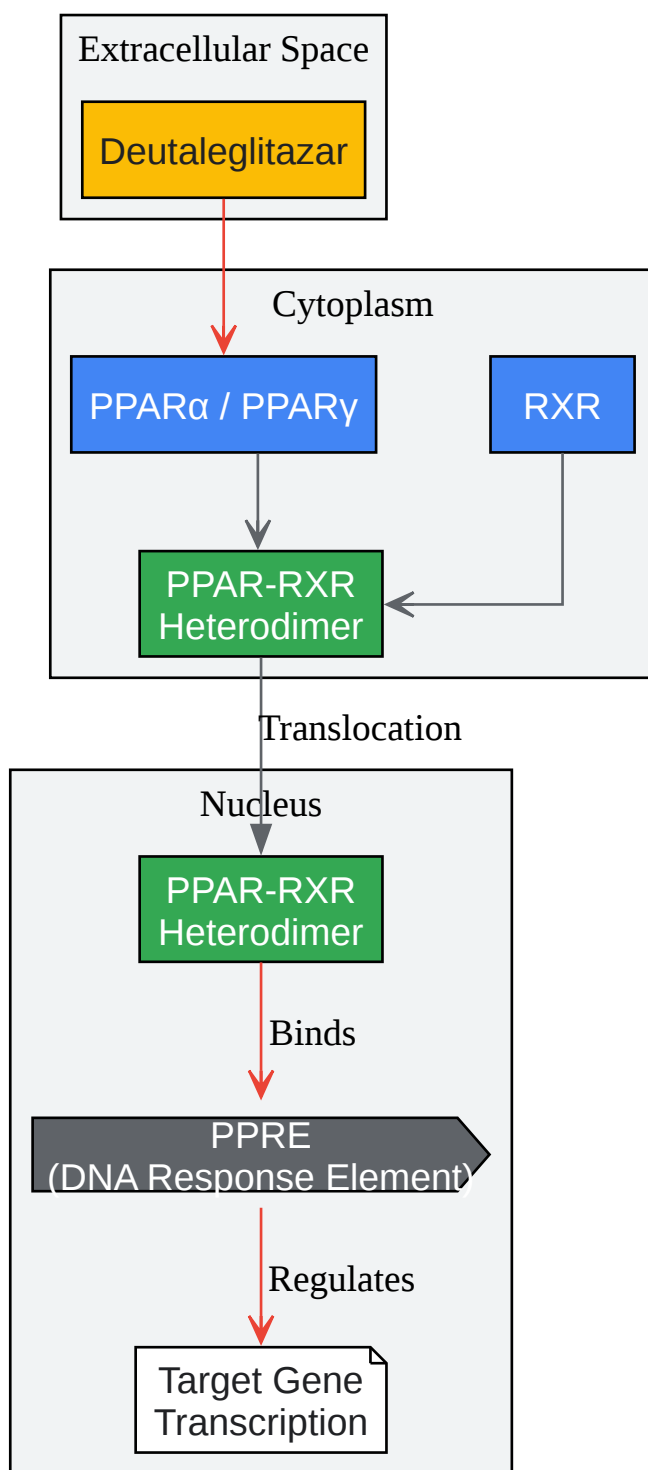 Extracellular Space
Deutaleglitazar
Cytoplasm
PPARα / PPARγ
RXR
PPAR-RXR
Heterodimer
Translocation
Nucleus
PPAR-RXR
Heterodimer
Binds
PPRE
(DNA Response Element)
Regulates
Target Gene
Transcription